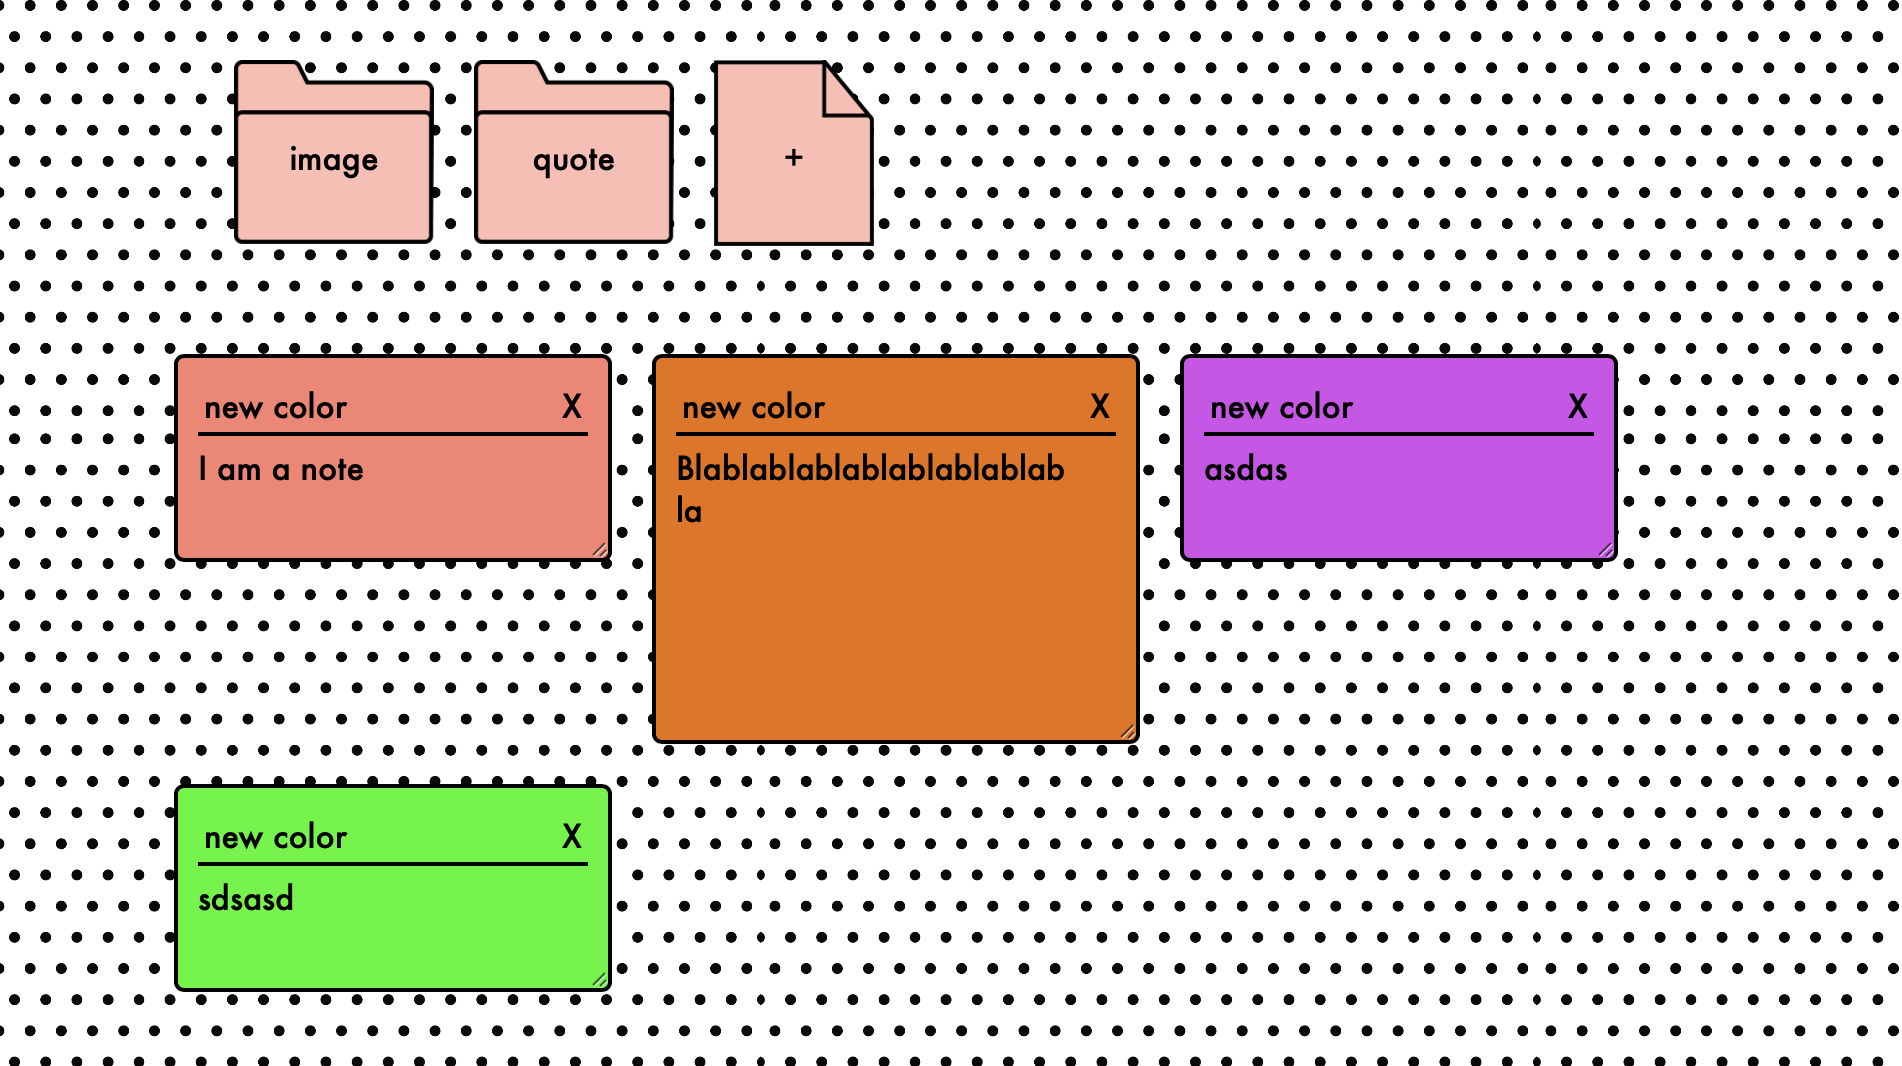 image
quote
+
new color X
I am a note
new color X
Blablablablablablablablab
la
new color X
asdas
new color X
sdsasd